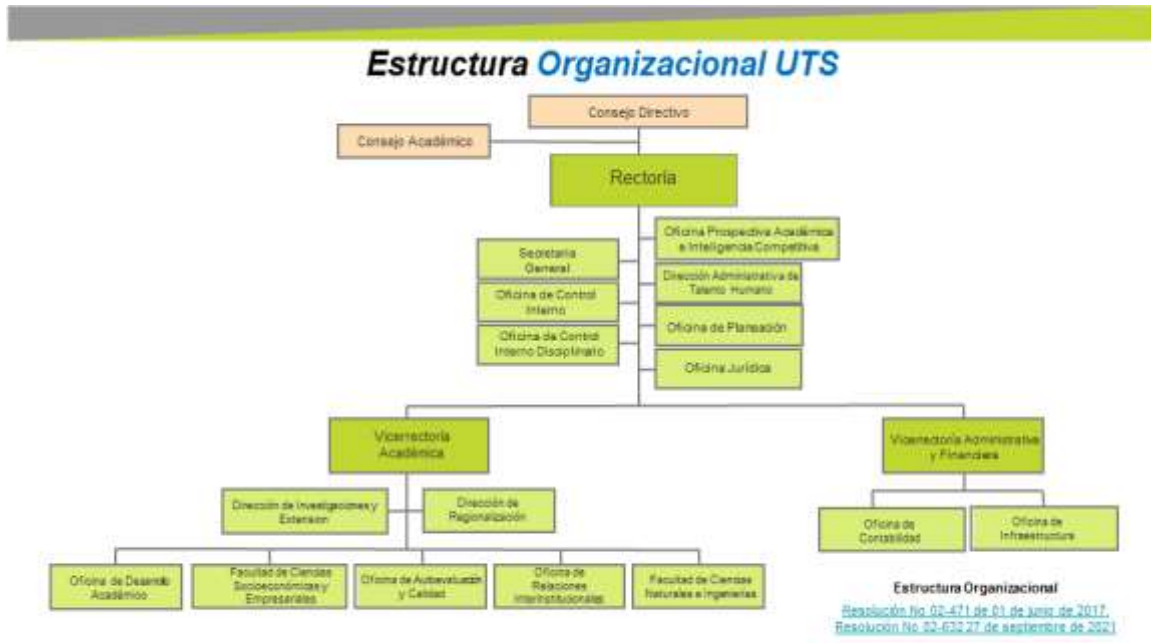 Estructura Organizacional UTS
Consejo Directivo
Consejo Académico
Rectoría
Oficina Prospectiva Académica
e Inteligencia Competitiva
Secretaría
General
Dirección Administrativa de
Talento Humano
Oficina de Control
Interno
Oficina de Planeación
Oficina de Control
Interno Disciplinario
Oficina Jurídica
Vicerrectoría
Académica
Vicerrectoría Administrativa
y Financiera
Dirección de Investigaciones y
Extension
Dirección de
Regionalización
Oficina de
Contabilidad
Oficina de
Infraestructura
Oficina de Desarrollo
Académico
Facultad de Ciencias
Socioeconómicas y
Empresariales
Oficina de Autoevaluación
y Calidad
Oficina de
Relaciones
Interinstitucionales
Facultad de Ciencias
Naturales e Ingenierías
Estructura Organizacional
Resolución No 02-471 de 01 de junio de 2017.
Resolución No 02-632 27 de septiembre de 2021